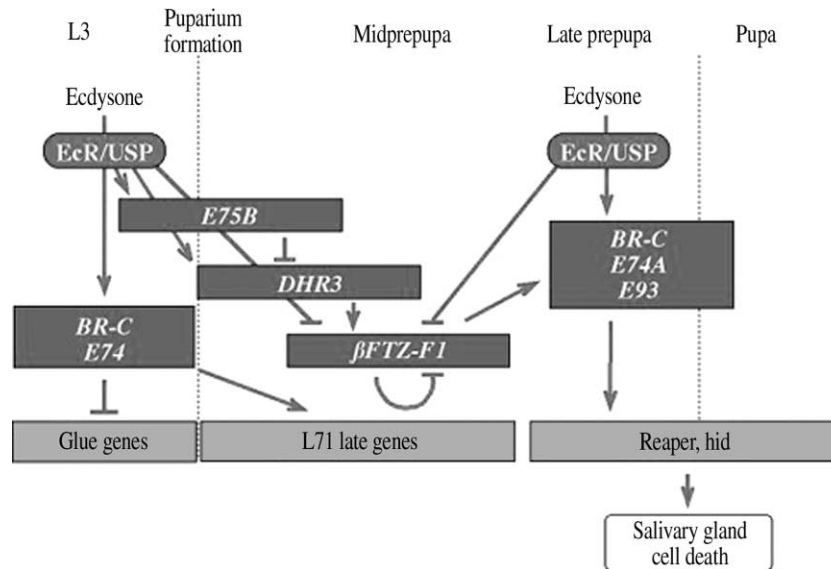 L3
Puparium
formation
Midprepupa
Late prepupa
Pupa
Ecdysone
Ecdysone
EcR/USP
EcR/USP
E75B
DHR3
BR-C
E74A
E93
BR-C
E74
βFTZ-F1
Glue genes
L71 late genes
Reaper, hid
Salivary gland
cell death